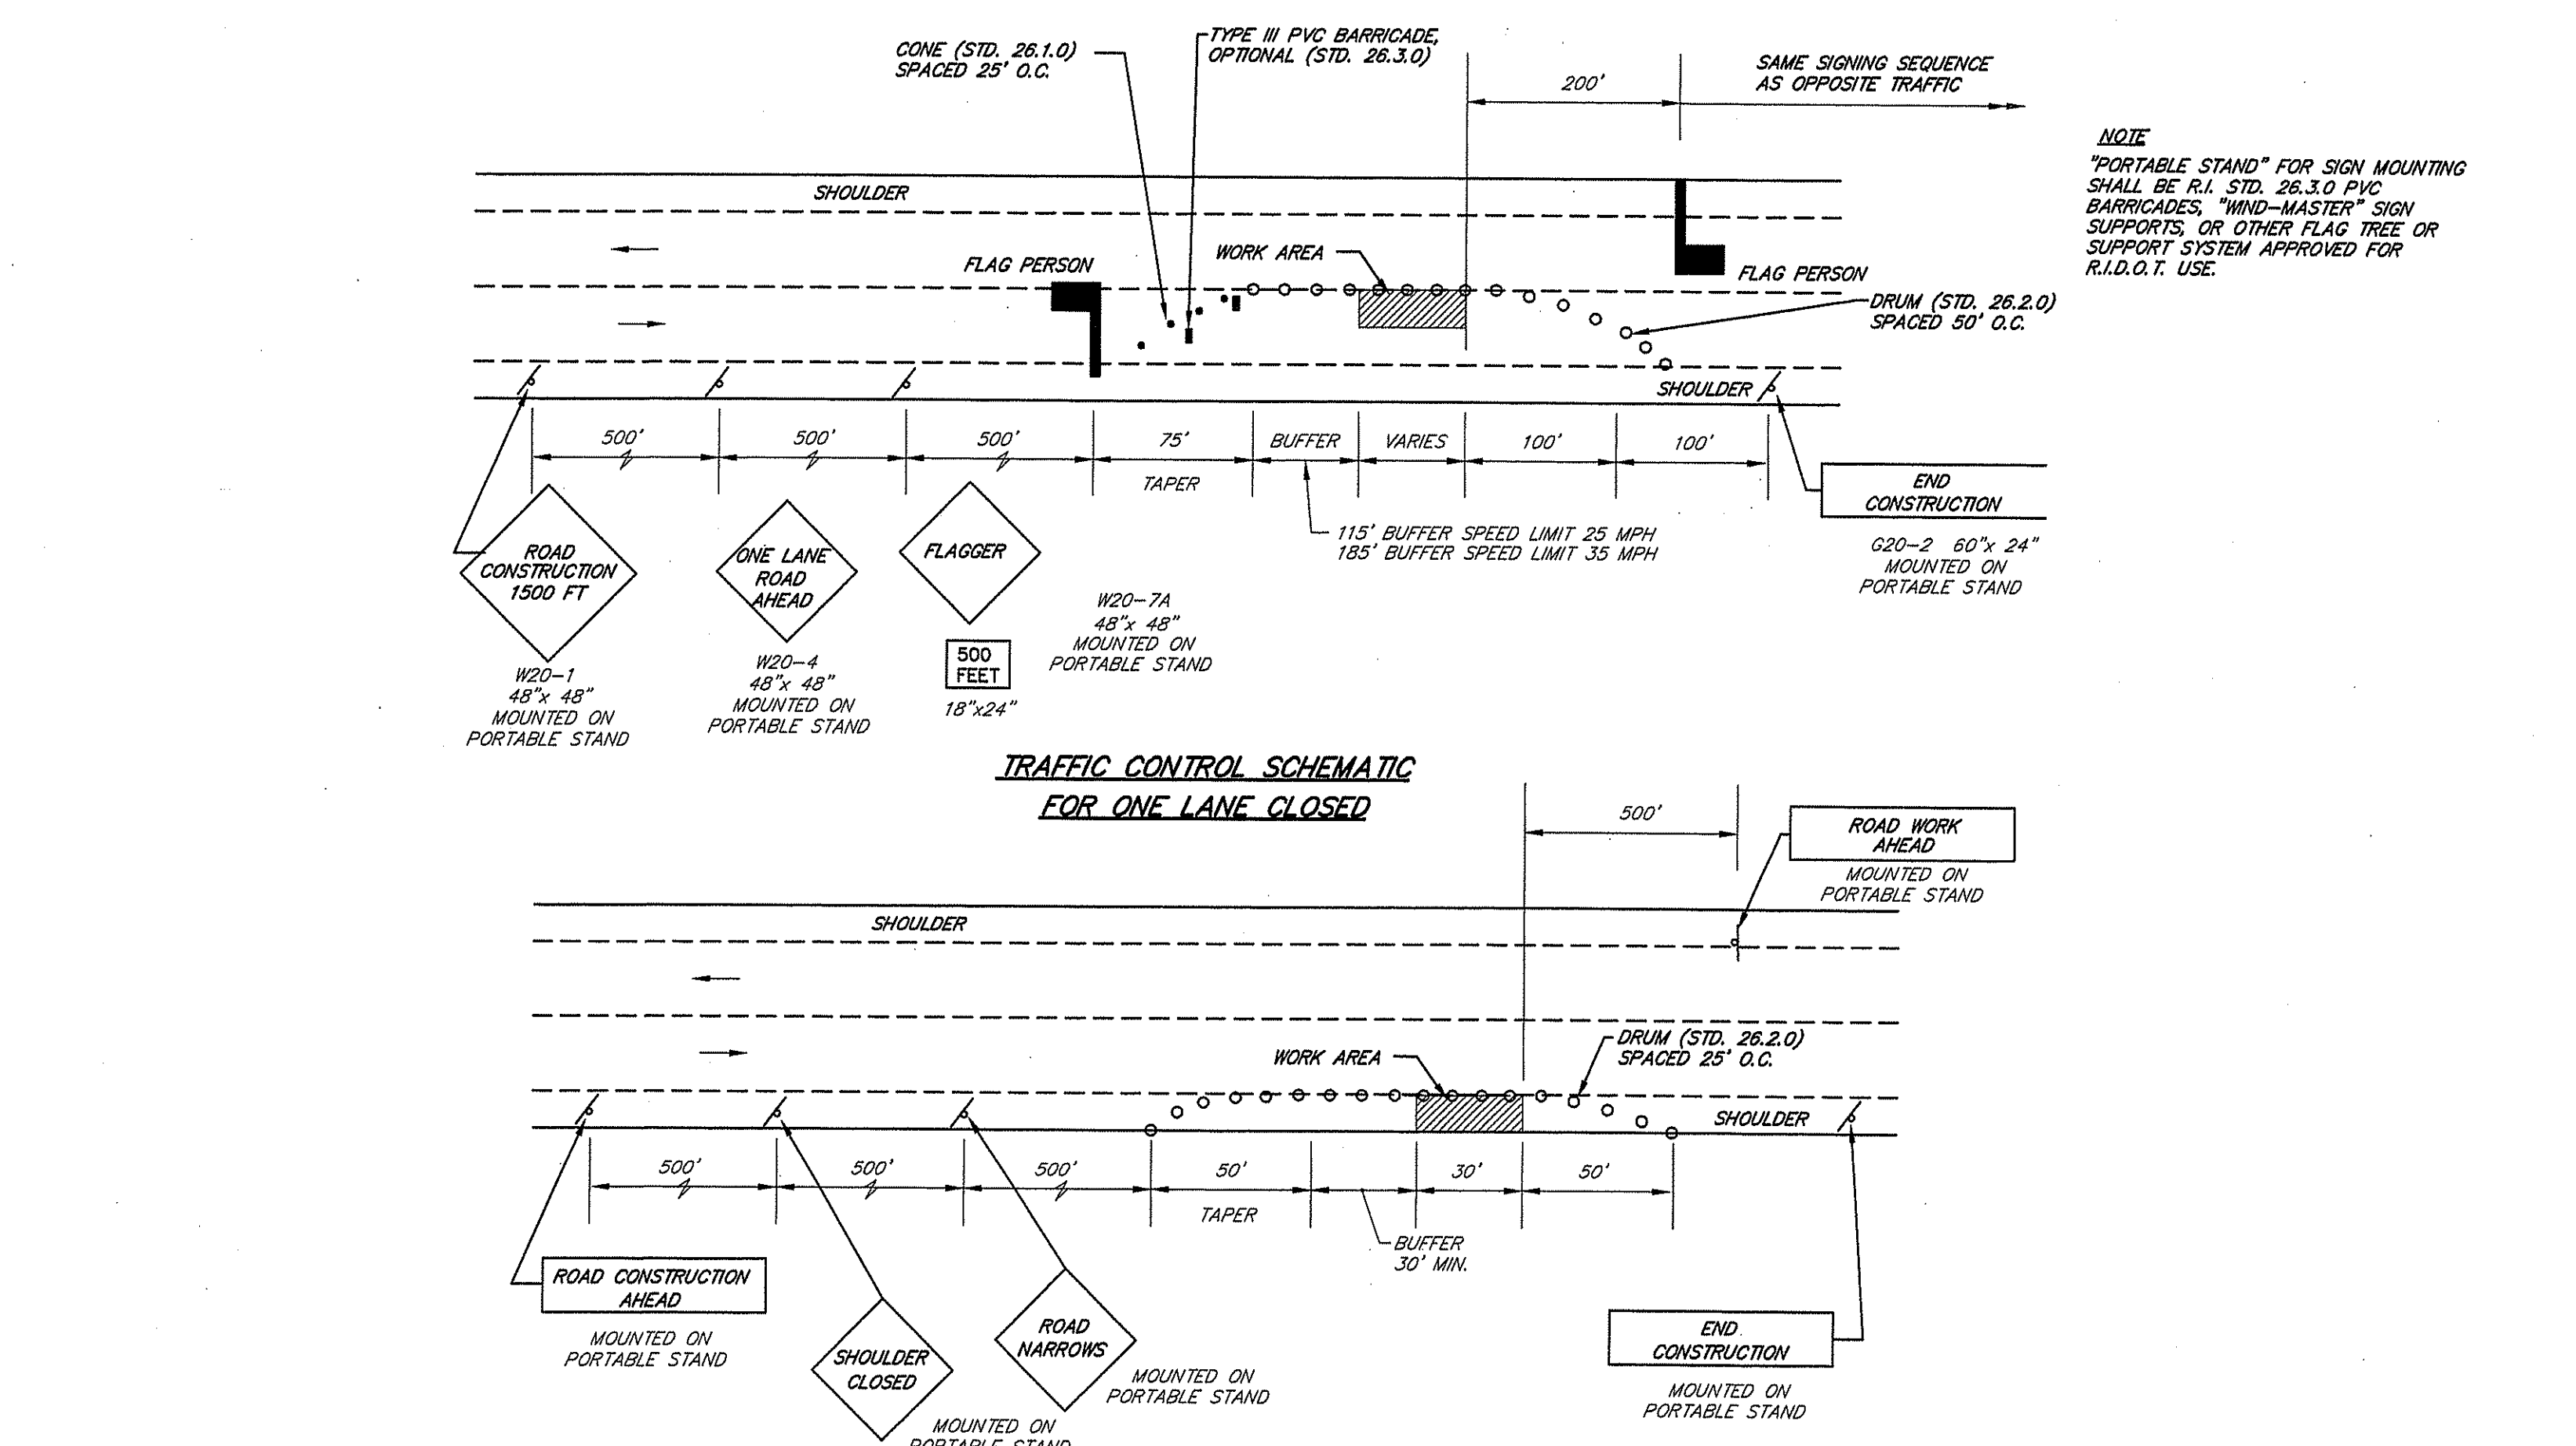 CONE (STD. 26.1.0)
SPACED 25' O.C.
TYPE III PVC BARRICADE,
OPTIONAL (STD. 26.3.0)
200'
SAME SIGNING SEQUENCE
AS OPPOSITE TRAFFIC
NOTE
"PORTABLE STAND" FOR SIGN MOUNTING
SHALL BE R.I. STD. 26.3.0 PVC
BARRICADES, "WIND-MASTER" SIGN
SUPPORTS, OR OTHER FLAG TREE OR
SUPPORT SYSTEM APPROVED FOR
R.I.D.O.T. USE.
SHOULDER
FLAG PERSON
WORK AREA
FLAG PERSON
DRUM (STD. 26.2.0)
SPACED 50' O.C.
SHOULDER
500'
500'
500'
75'
BUFFER
VARIES
100'
100'
TAPER
115' BUFFER SPEED LIMIT 25 MPH
185' BUFFER SPEED LIMIT 35 MPH
END
CONSTRUCTION
G20-2 60"x 24"
MOUNTED ON
PORTABLE STAND
ROAD
CONSTRUCTION
1500 FT
W20-1
48"x 48"
MOUNTED ON
PORTABLE STAND
ONE LANE
ROAD
AHEAD
W20-4
48"x 48"
MOUNTED ON
PORTABLE STAND
FLAGGER
500
FEET
18"x24"
W20-7A
48"x 48"
MOUNTED ON
PORTABLE STAND
TRAFFIC CONTROL SCHEMATIC
FOR ONE LANE CLOSED
500'
ROAD WORK
AHEAD
MOUNTED ON
PORTABLE STAND
SHOULDER
WORK AREA
DRUM (STD. 26.2.0)
SPACED 25' O.C.
SHOULDER
500'
500'
500'
50'
30'
50'
TAPER
BUFFER
30' MIN.
ROAD CONSTRUCTION
AHEAD
MOUNTED ON
PORTABLE STAND
SHOULDER
CLOSED
MOUNTED ON
PORTABLE STAND
ROAD
NARROWS
MOUNTED ON
PORTABLE STAND
END
CONSTRUCTION
MOUNTED ON
PORTABLE STAND